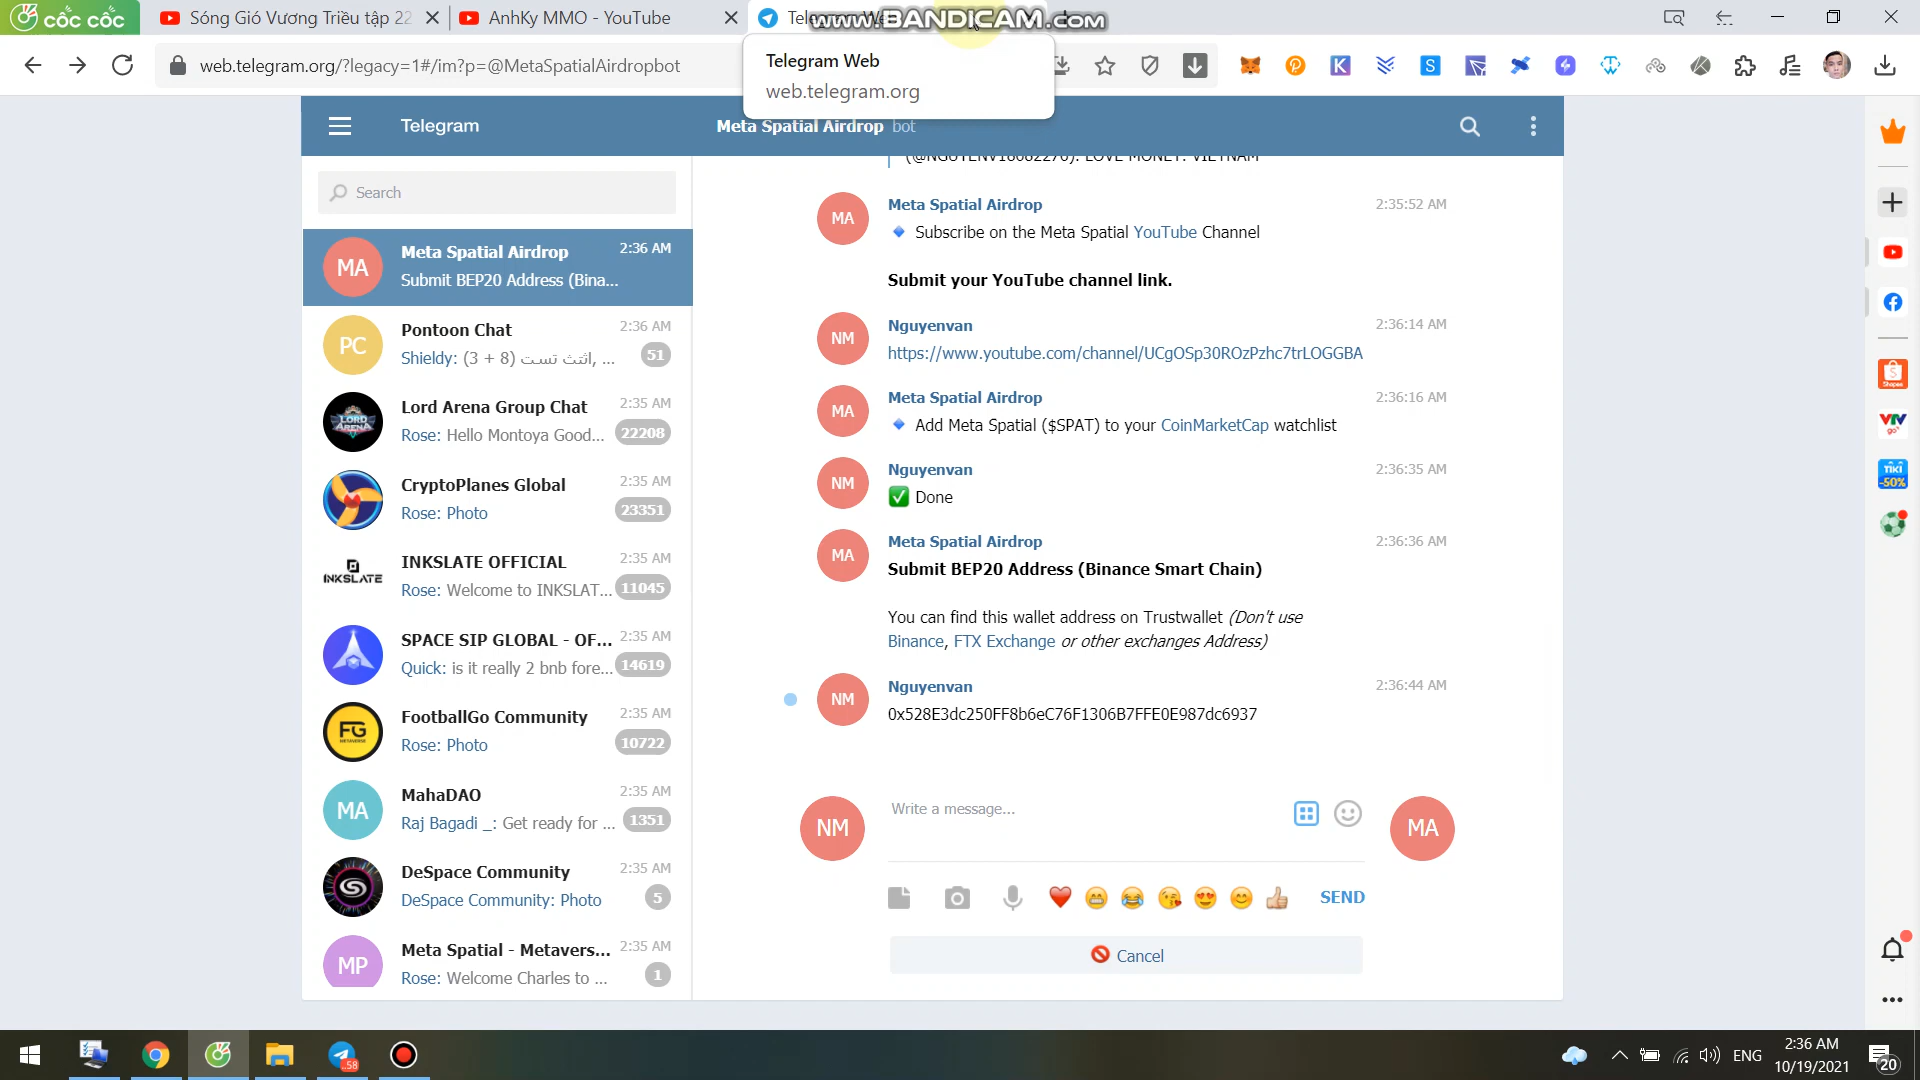 cốc cốc
Sóng Gió Vương Triều tập 22
AnhKy MMO - YouTube
www.BANDICAM.com
web.telegram.org/?legacy=1#/im?p=@MetaSpatialAirdropbot
Telegram Web
web.telegram.org
Telegram
Meta Spatial Airdrop bot
Search
MA
Meta Spatial Airdrop
2:36 AM
Submit BEP20 Address (Bina...
PC
Pontoon Chat
2:36 AM
Shieldy: (3 + 8) اثتث تست, ...
51
LORD ARENA
Lord Arena Group Chat
2:35 AM
Rose: Hello Montoya Good...
22208
CryptoPlanes Global
2:35 AM
Rose: Photo
23351
INKSLATE
INKSLATE OFFICIAL
2:35 AM
Rose: Welcome to INKSLAT...
11045
SPACE SIP GLOBAL - OF...
2:36 AM
Quick: is it really 2 bnb fore...
14619
FG
FootballGo Community
2:35 AM
Rose: Photo
10722
MA
MahaDAO
2:35 AM
Raj Bagadi _: Get ready for ...
1351
DeSpace Community
2:35 AM
DeSpace Community: Photo
5
MP
Meta Spatial - Metavers...
2:35 AM
Rose: Welcome Charles to ...
1
(@NGUYENV18082276). LOVE MONEY. VIETNAM
MA
Meta Spatial Airdrop
2:35:52 AM
Subscribe on the Meta Spatial YouTube Channel
Submit your YouTube channel link.
NM
Nguyenvan
2:36:14 AM
https://www.youtube.com/channel/UCgOSp30ROzPzhc7trLOGGBA
MA
Meta Spatial Airdrop
2:36:16 AM
Add Meta Spatial ($SPAT) to your CoinMarketCap watchlist
NM
Nguyenvan
2:36:35 AM
Done
MA
Meta Spatial Airdrop
2:36:36 AM
Submit BEP20 Address (Binance Smart Chain)
You can find this wallet address on Trustwallet (Don't use
Binance, FTX Exchange or other exchanges Address)
NM
Nguyenvan
2:36:44 AM
0x528E3dc250FF8b6eC76F1306B7FFE0E987dc6937
NM
Write a message...
MA
SEND
Cancel
Shopee
VTV
go
TIKI
-50%
58
ENG
2:36 AM
10/19/2021
20